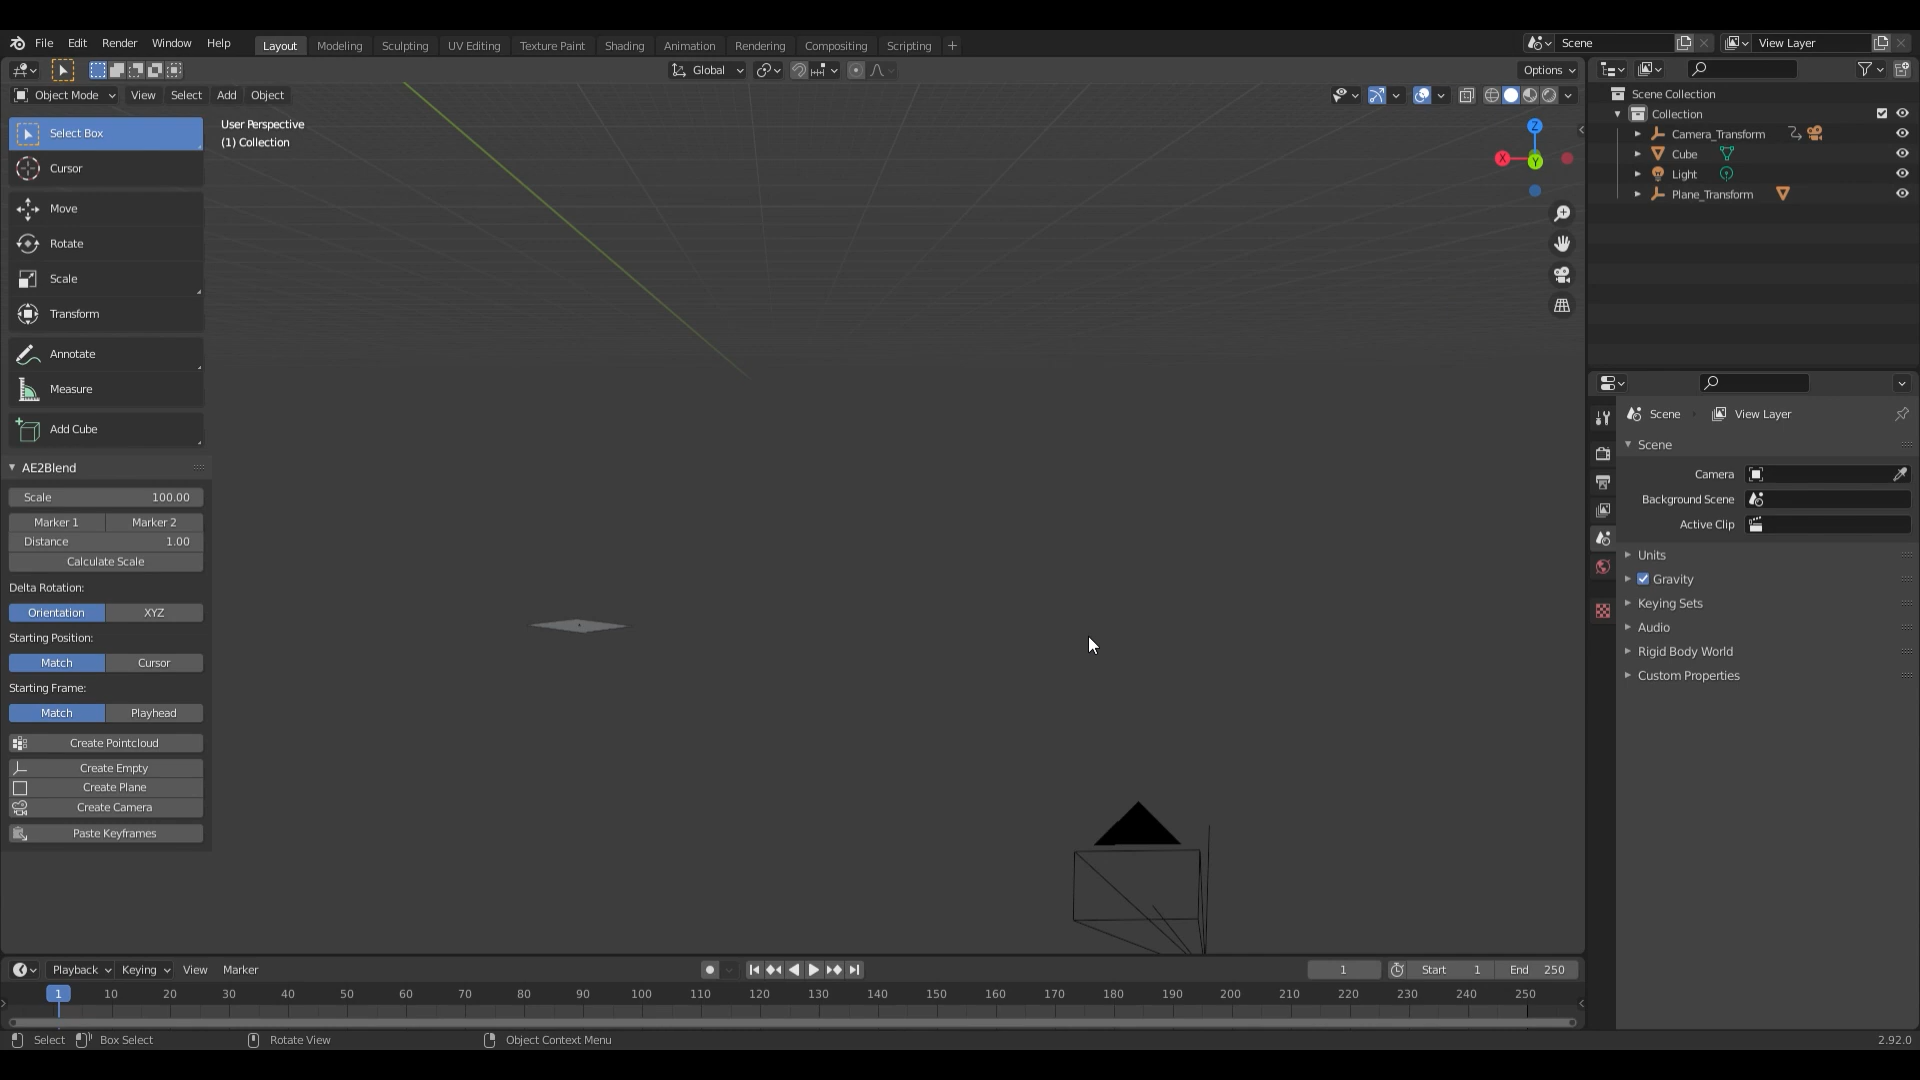 File Edit Render Window Help
Layout Modeling Sculpting UV Editing Texture Paint Shading Animation Rendering Compositing Scripting +
Scene
View Layer
Global
Options
Object Mode View Select Add Object
User Perspective
(1) Collection
Z
X
Y
Select Box
Cursor
Move
Rotate
Scale
Transform
Annotate
Measure
Add Cube
AE2Blend
Scale 100.00
Marker 1 Marker 2
Distance 1.00
Calculate Scale
Delta Rotation:
Orientation XYZ
Starting Position:
Match Cursor
Starting Frame:
Match Playhead
Create Pointcloud
Create Empty
Create Plane
Create Camera
Paste Keyframes
Scene Collection
Collection
Camera_Transform
Cube
Light
Plane_Transform
Scene View Layer
Scene
Camera
Background Scene
Active Clip
Units
Gravity
Keying Sets
Audio
Rigid Body World
Custom Properties
Playback Keying View Marker
1 Start 1 End 250
1 10 20 30 40 50 60 70 80 90 100 110 120 130 140 150 160 170 180 190 200 210 220 230 240 250
Select Box Select Rotate View Object Context Menu 2.92.0